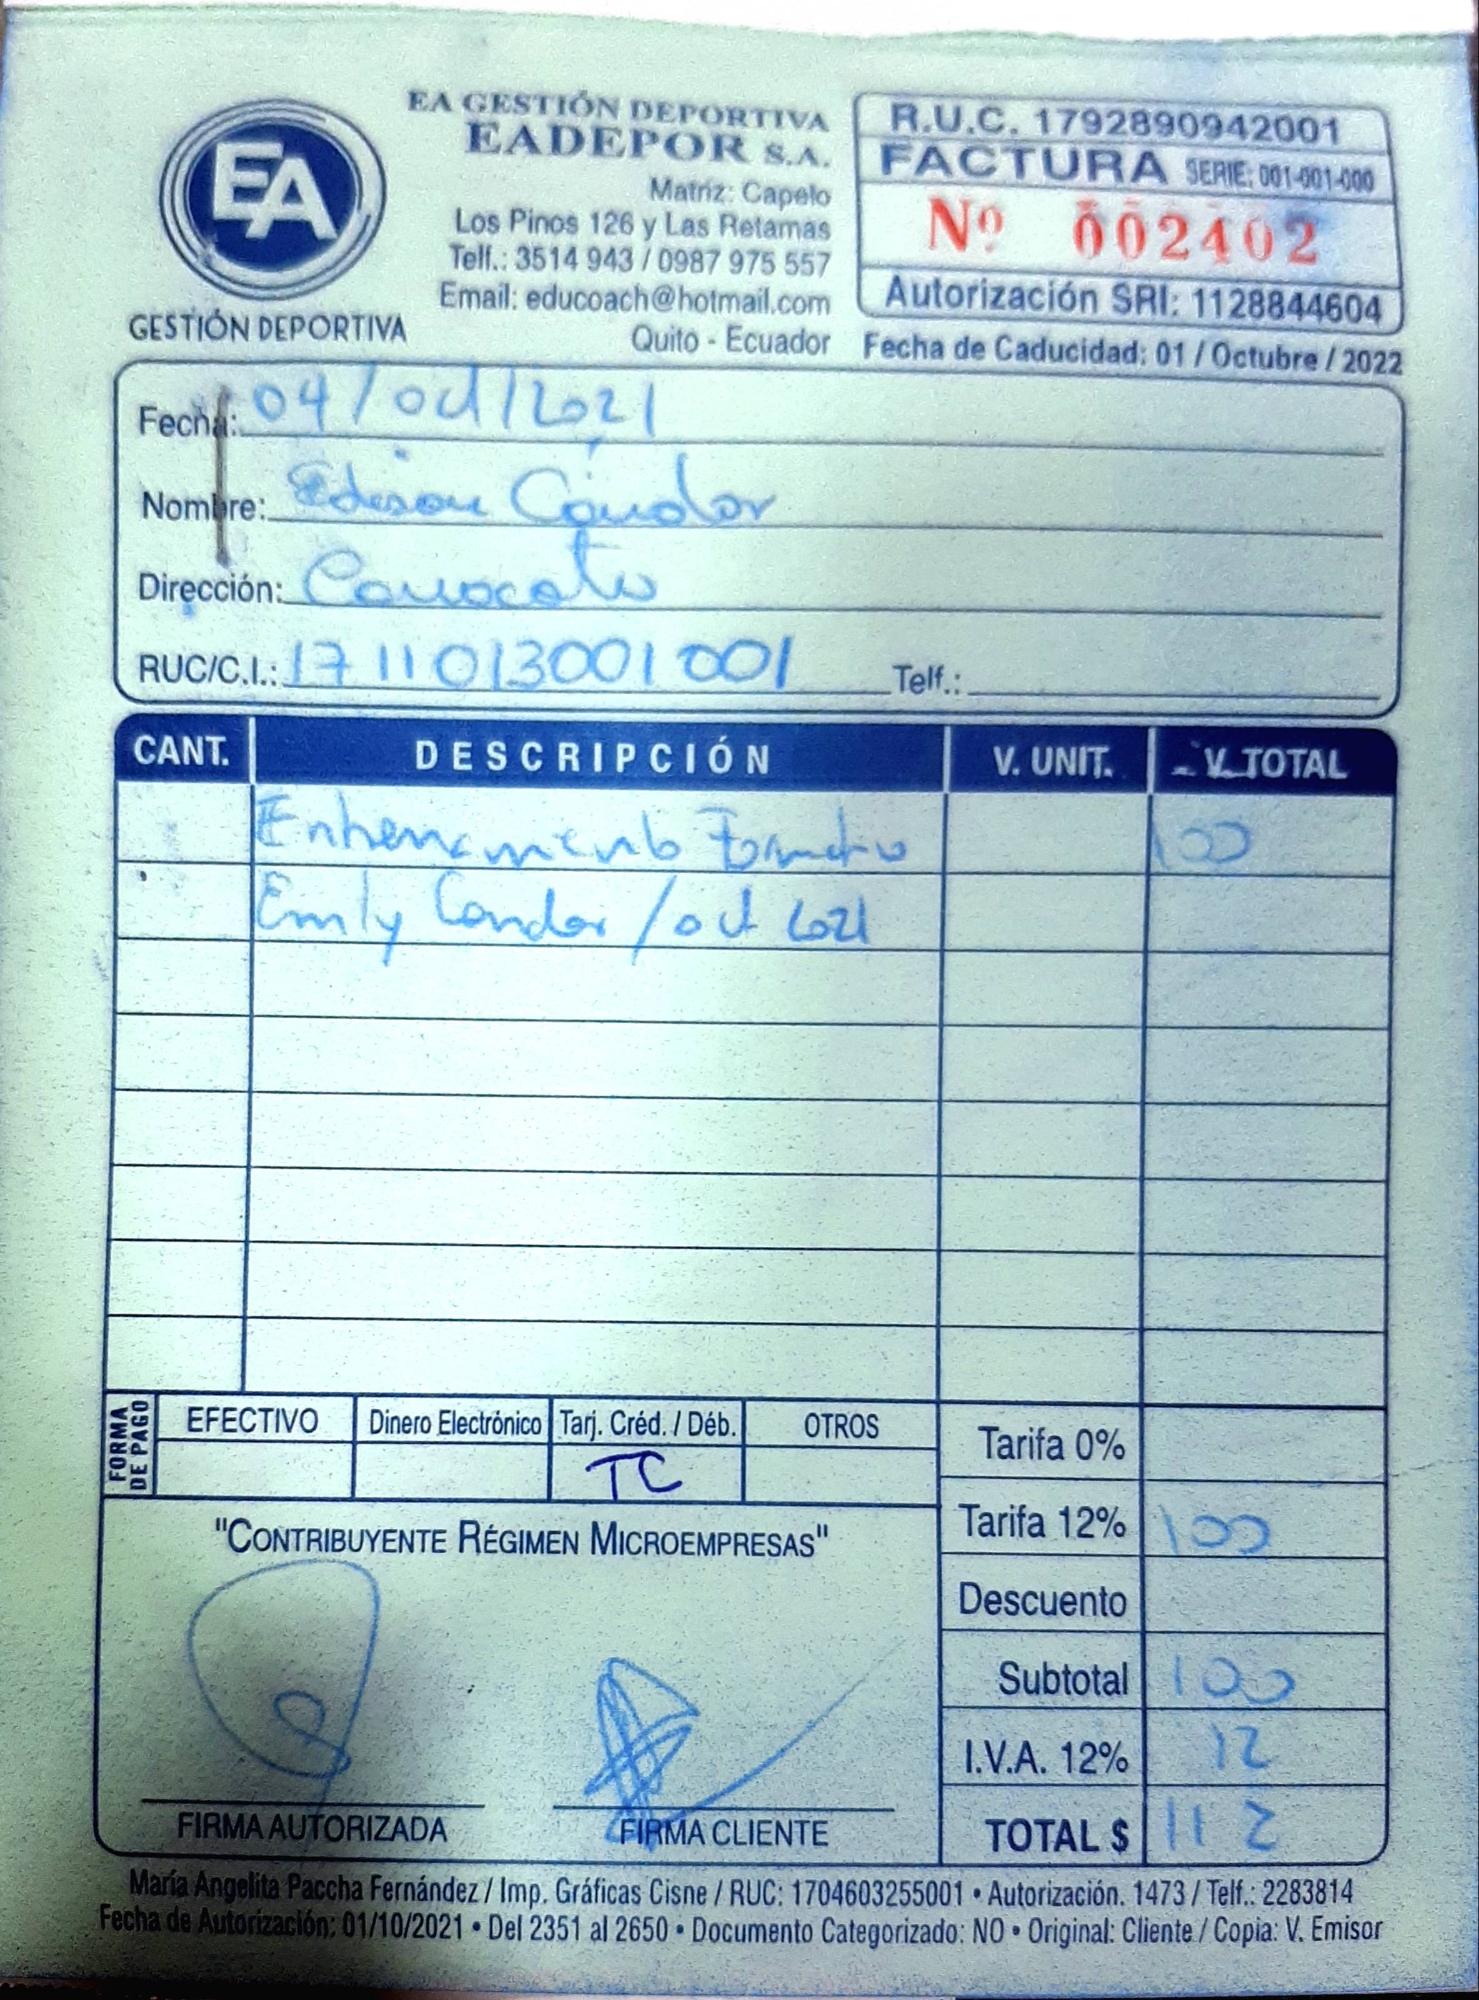 EA
GESTIÓN DEPORTIVA
EA GESTIÓN DEPORTIVA
EADEPOR S.A.
Matríz: Capelo
Los Pinos 126 y Las Retamas
Telf.: 3514 943 / 0987 975 557
Email: educoach@hotmail.com
Quito - Ecuador
R.U.C. 1792890942001
FACTURA SERIE: 001-001-000
Nº 002402
Autorización SRI: 1128844604
Fecha de Caducidad: 01 / Octubre / 2022
Fecha: 04/oct/2021
Nombre: Edison Cóndor
Dirección: Conocoto
RUC/C.I.: 1711013001001 Telf.:
CANT. DESCRIPCIÓN V. UNIT. V. TOTAL
Entrenamiento Formativo 100
Emily Condor / oct 2021
FORMA DE PAGO
EFECTIVO Dinero Electrónico Tarj. Créd. / Déb. OTROS
TC
Tarifa 0%
Tarifa 12% 100
Descuento
Subtotal 100
I.V.A. 12% 12
TOTAL $ 112
"CONTRIBUYENTE RÉGIMEN MICROEMPRESAS"
FIRMA AUTORIZADA FIRMA CLIENTE
María Angelita Paccha Fernández / Imp. Gráficas Cisne / RUC: 1704603255001 • Autorización. 1473 / Telf.: 2283814
Fecha de Autorización: 01/10/2021 • Del 2351 al 2650 • Documento Categorizado: NO • Original: Cliente / Copia: V. Emisor